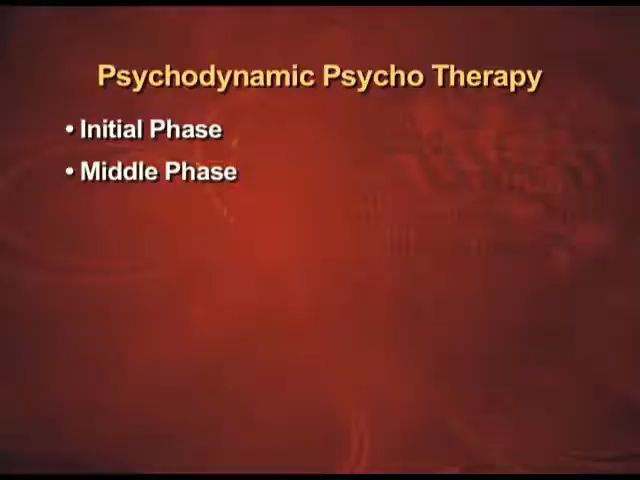 Psychodynamic Psycho Therapy
• Initial Phase
• Middle Phase